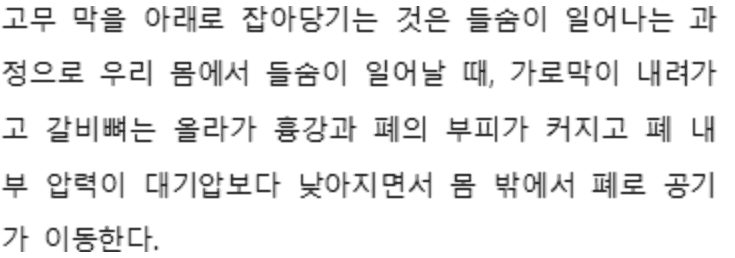 고무 막을 아래로 잡아당기는 것은 들숨이 일어나는 과
정으로 우리 몸에서 들숨이 일어날 때, 가로막이 내려가
고 갈비뼈는 올라가 흉강과 폐의 부피가 커지고 폐 내
부 압력이 대기압보다 낮아지면서 몸 밖에서 폐로 공기
가 이동한다.